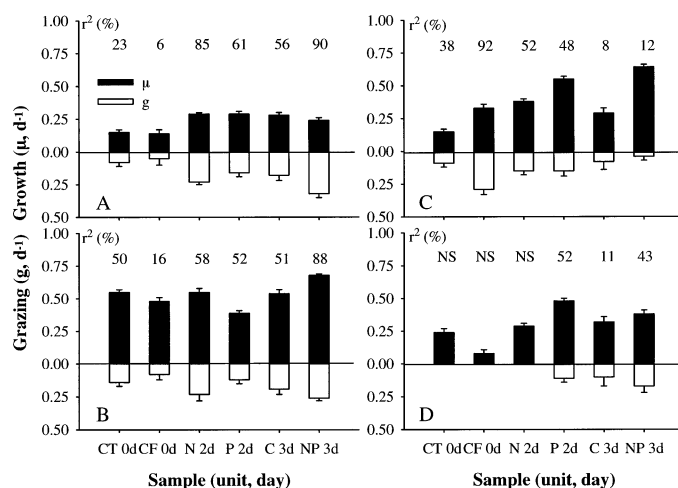 Growth (μ, d⁻¹)
Grazing (g, d⁻¹)
1.00
0.75
0.50
0.25
0.00
0.25
0.50
r² (%)
23 6 85 61 56 90
μ
g
A
1.00
0.75
0.50
0.25
0.00
0.25
0.50
r² (%)
50 16 58 52 51 88
B
CT 0d CF 0d N 2d P 2d C 3d NP 3d
Sample (unit, day)
1.00
0.75
0.50
0.25
0.00
0.25
0.50
r² (%)
38 92 52 48 8 12
C
1.00
0.75
0.50
0.25
0.00
0.25
0.50
r² (%)
NS NS NS 52 11 43
D
CT 0d CF 0d N 2d P 2d C 3d NP 3d
Sample (unit, day)